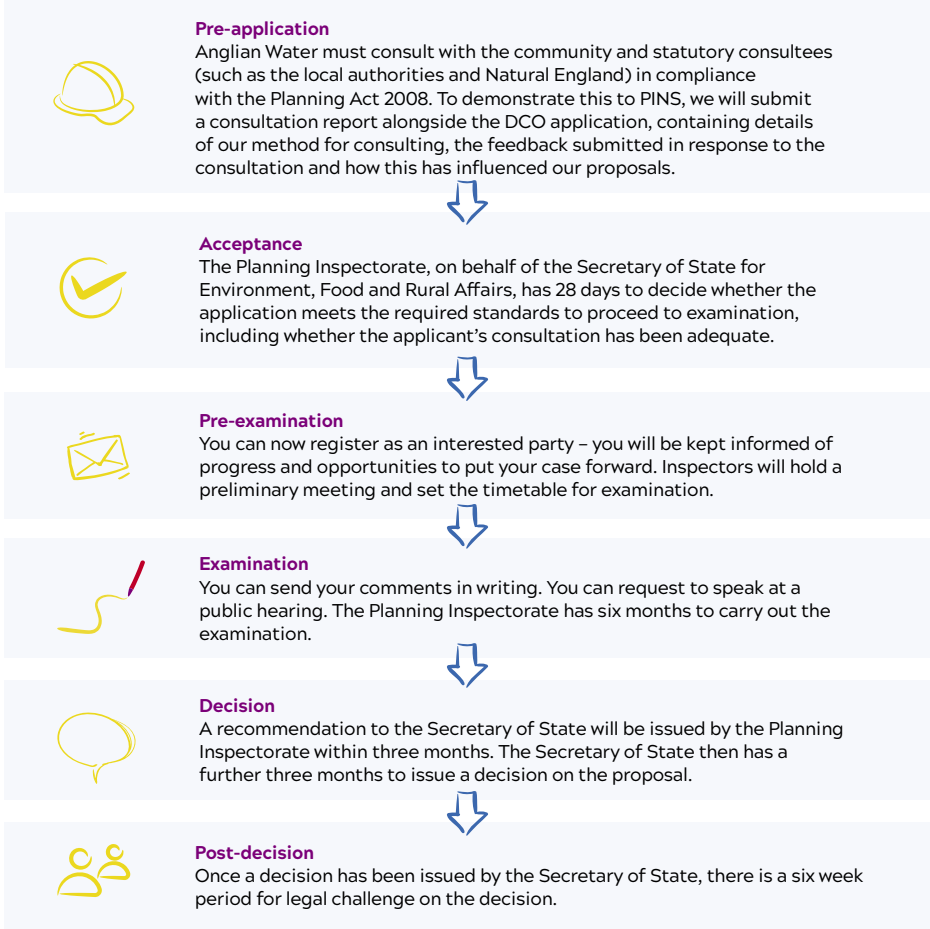 Pre-application
Anglian Water must consult with the community and statutory consultees
(such as the local authorities and Natural England) in compliance
with the Planning Act 2008. To demonstrate this to PINS, we will submit
a consultation report alongside the DCO application, containing details
of our method for consulting, the feedback submitted in response to the
consultation and how this has influenced our proposals.
Acceptance
The Planning Inspectorate, on behalf of the Secretary of State for
Environment, Food and Rural Affairs, has 28 days to decide whether the
application meets the required standards to proceed to examination,
including whether the applicant’s consultation has been adequate.
Pre-examination
You can now register as an interested party – you will be kept informed of
progress and opportunities to put your case forward. Inspectors will hold a
preliminary meeting and set the timetable for examination.
Examination
You can send your comments in writing. You can request to speak at a
public hearing. The Planning Inspectorate has six months to carry out the
examination.
Decision
A recommendation to the Secretary of State will be issued by the Planning
Inspectorate within three months. The Secretary of State then has a
further three months to issue a decision on the proposal.
Post-decision
Once a decision has been issued by the Secretary of State, there is a six week
period for legal challenge on the decision.